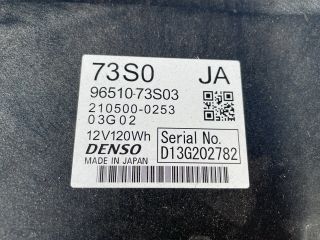 73S0 JA
96510-73S03
210500-0253
03G02
12V120Wh
DENSO
MADE IN JAPAN
Serial No.
D13G202782